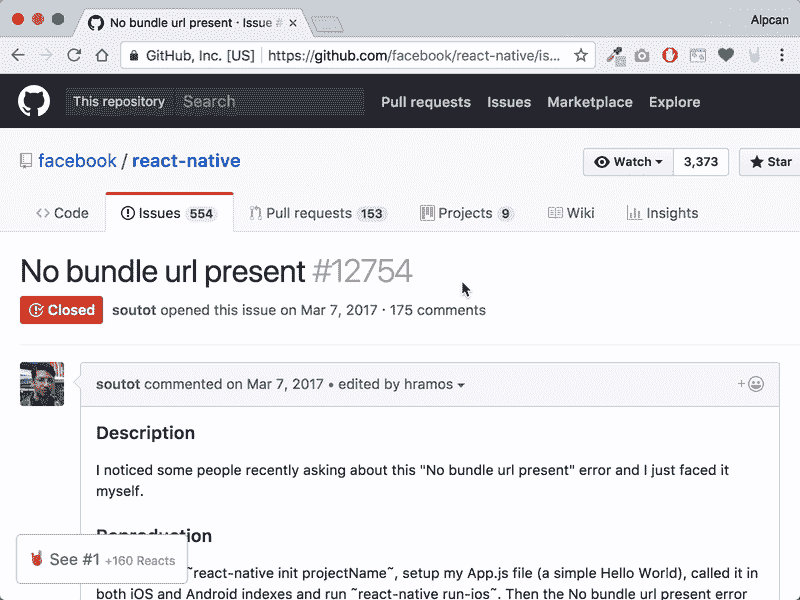 No bundle url present · Issue #
Alpcan
GitHub, Inc. [US] https://github.com/facebook/react-native/is...
This repository Search Pull requests Issues Marketplace Explore
facebook / react-native Watch 3,373 Star
Code Issues 554 Pull requests 153 Projects 9 Wiki Insights
No bundle url present #12754
Closed soutot opened this issue on Mar 7, 2017 · 175 comments
soutot commented on Mar 7, 2017 • edited by hramos
Description
I noticed some people recently asking about this "No bundle url present" error and I just faced it
myself.
Reproduction
See #1 +160 Reacts
~react-native init projectName~, setup my App.js file (a simple Hello World), called it
both iOS and Android indexes and run ~react-native run-ios~. Then the No bundle url present error